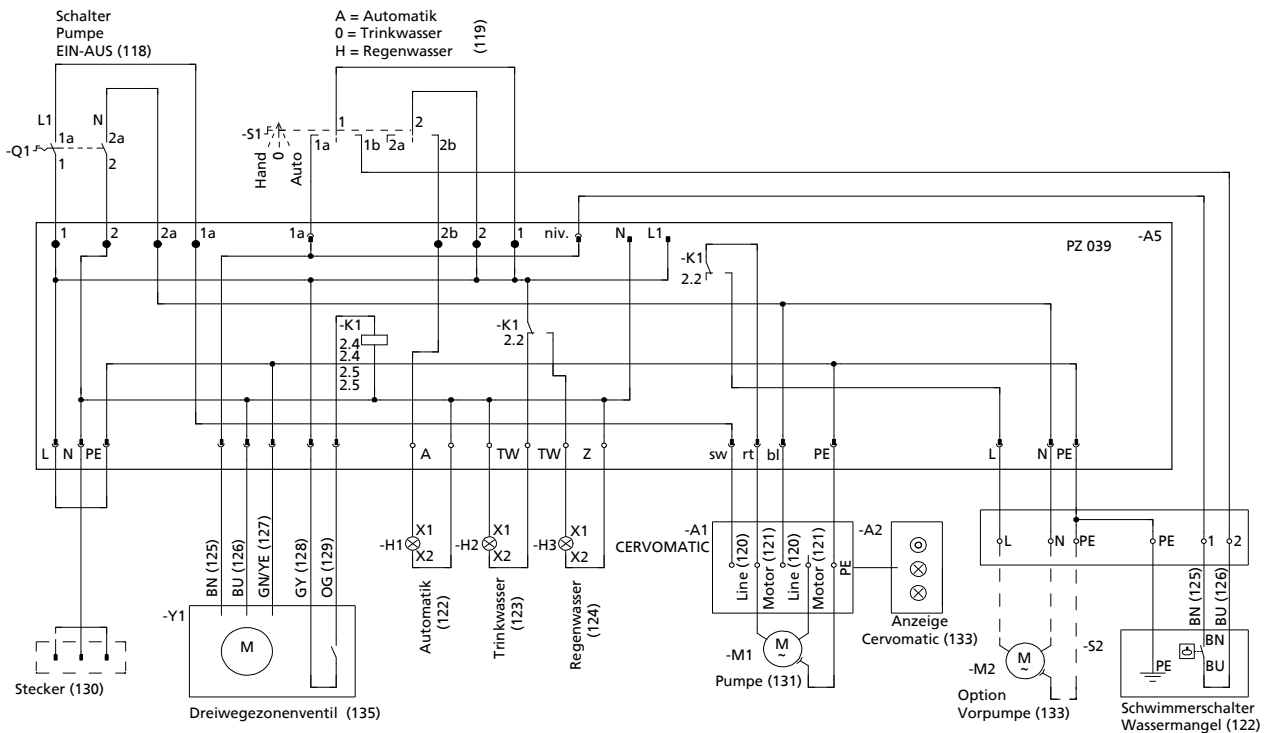 Schalter
Pumpe
EIN-AUS (118)
A = Automatik
0 = Trinkwasser
H = Regenwasser
(119)
L1
N
1a
2a
-Q1
1
2
-S1
1
2
1a
1b
2a
2b
Hand
0
Auto
1
2
2a
1a
1a
2b
2
1
niv.
N
L1
-A5
PZ 039
-K1
2.2
-K1
2.4
2.4
2.5
2.5
-K1
2.2
L
N
PE
A
TW
TW
Z
sw
rt
bl
PE
L
N
PE
BN (125)
BU (126)
GN/YE (127)
GY (128)
OG (129)
-H1
X1
X2
-H2
X1
X2
-H3
X1
X2
Automatik
(122)
Trinkwasser
(123)
Regenwasser
(124)
-A1
CERVOMATIC
Line (120)
Motor (121)
Line (120)
Motor (121)
PE
-A2
Anzeige
Cervomatic (133)
L
N
PE
PE
1
2
BN (125)
BU (126)
-Y1
M
Dreiwegezonenventil (135)
Stecker (130)
-M1
M
~
Pumpe (131)
-M2
M
~
-S2
Option
Vorpumpe (133)
PE
BN
BU
Schwimmerschalter
Wassermangel (122)